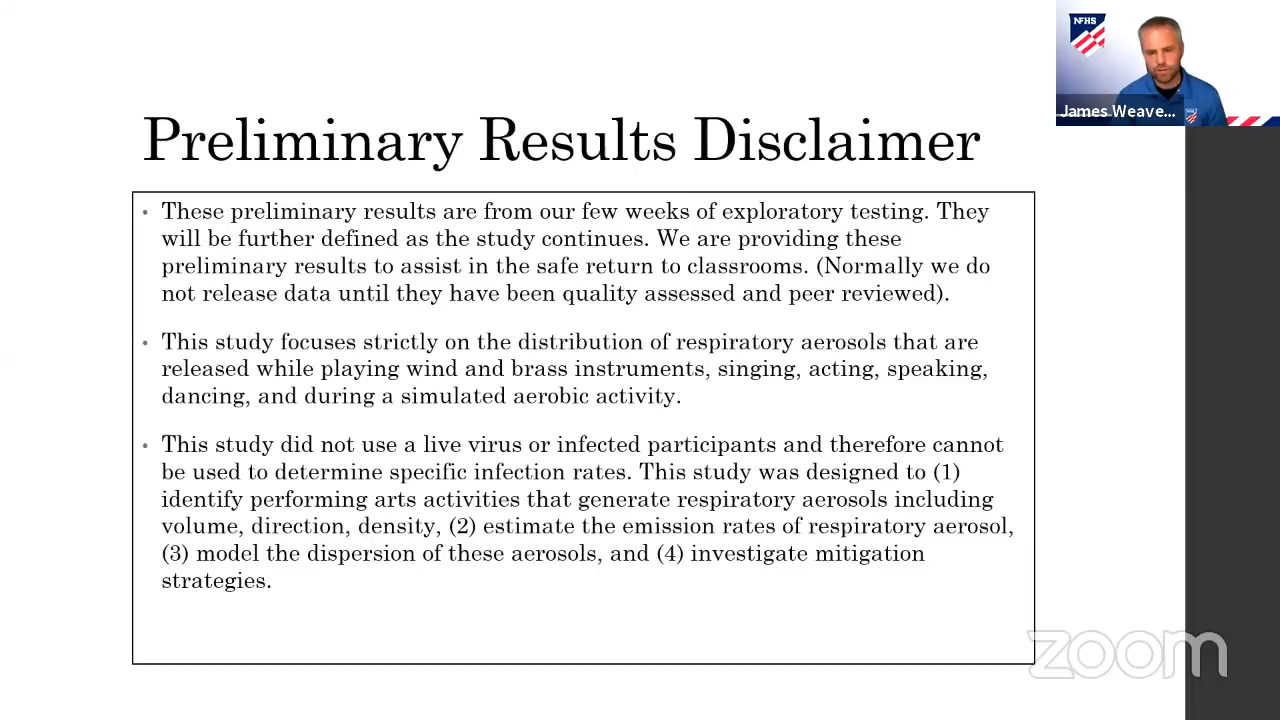 NFHS
James Weave...
Preliminary Results Disclaimer
• These preliminary results are from our few weeks of exploratory testing. They
will be further defined as the study continues. We are providing these
preliminary results to assist in the safe return to classrooms. (Normally we do
not release data until they have been quality assessed and peer reviewed).
• This study focuses strictly on the distribution of respiratory aerosols that are
released while playing wind and brass instruments, singing, acting, speaking,
dancing, and during a simulated aerobic activity.
• This study did not use a live virus or infected participants and therefore cannot
be used to determine specific infection rates. This study was designed to (1)
identify performing arts activities that generate respiratory aerosols including
volume, direction, density, (2) estimate the emission rates of respiratory aerosol,
(3) model the dispersion of these aerosols, and (4) investigate mitigation
strategies.
zoom